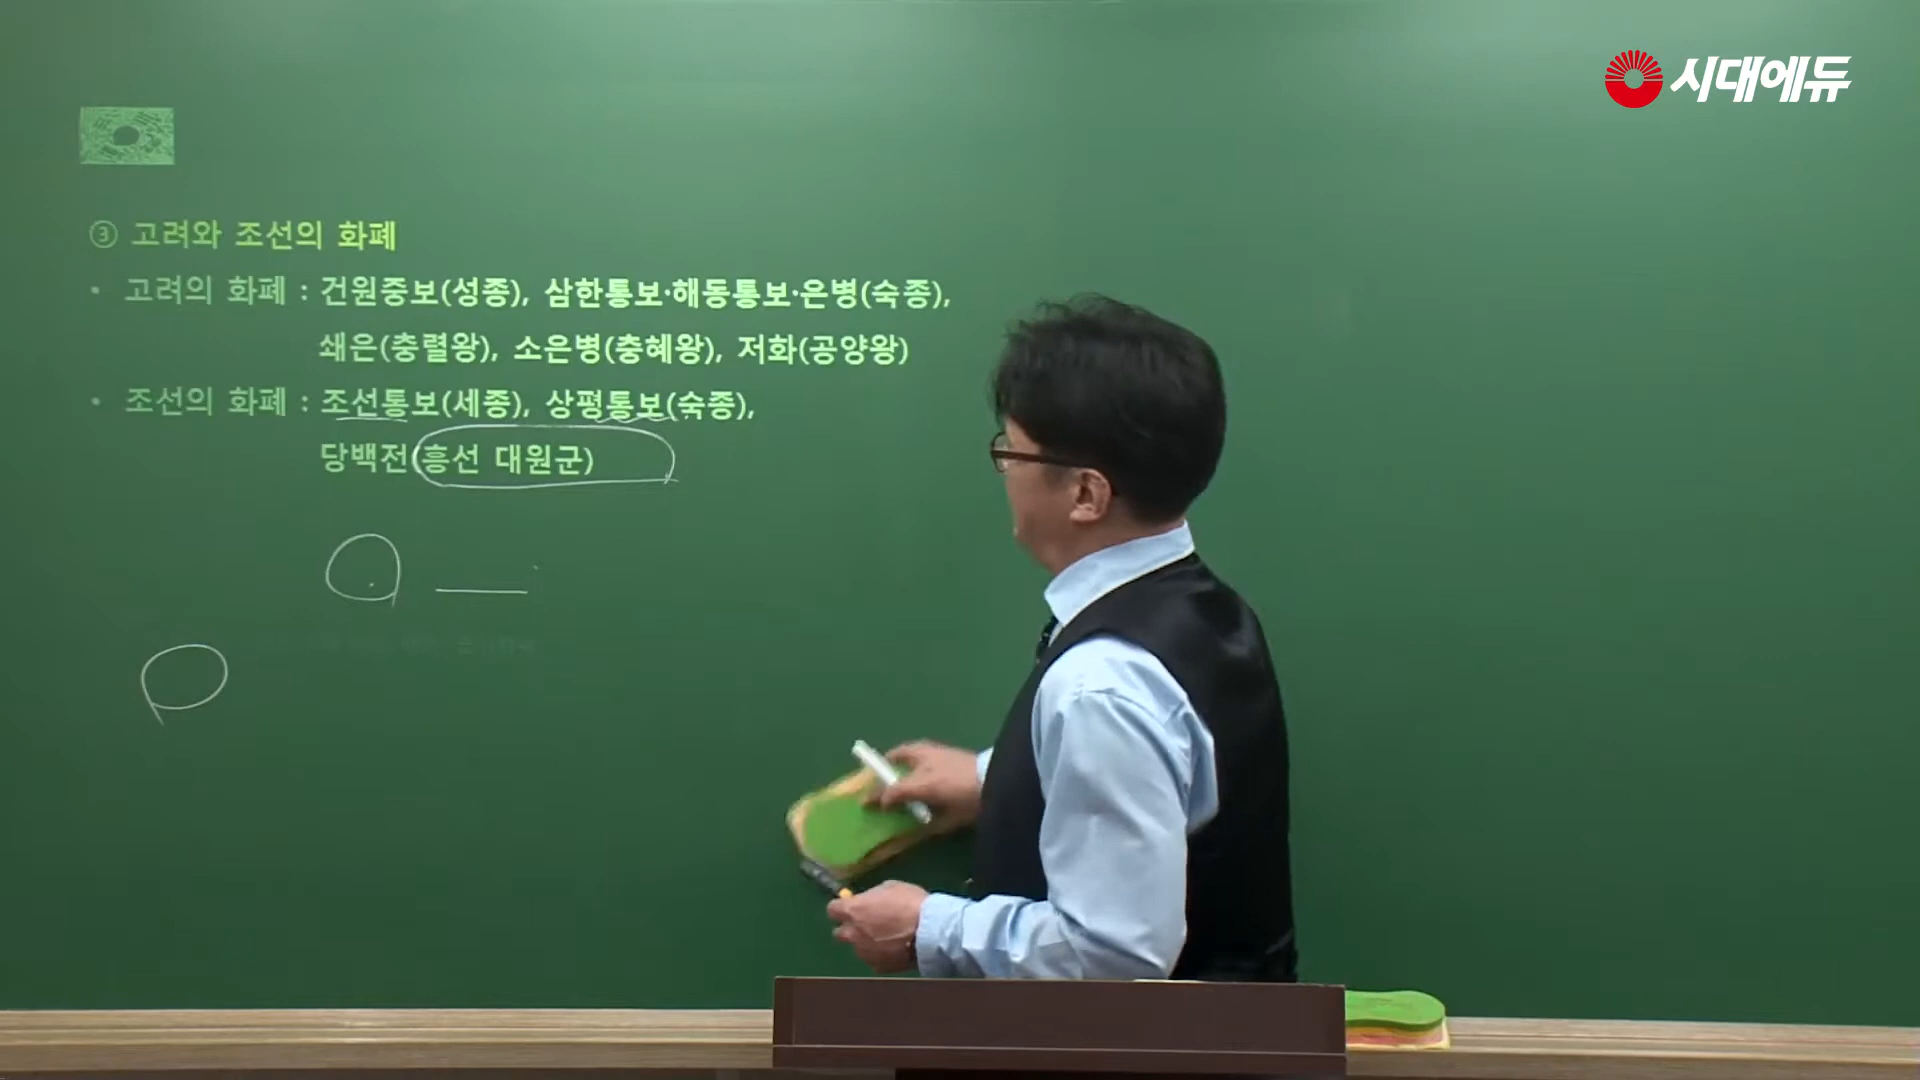 시대에듀
③ 고려와 조선의 화폐
• 고려의 화폐 : 건원중보(성종), 삼한통보·해동통보·은병(숙종),
쇄은(충렬왕), 소은병(충혜왕), 저화(공양왕)
• 조선의 화폐 : 조선통보(세종), 상평통보(숙종),
당백전(흥선 대원군)